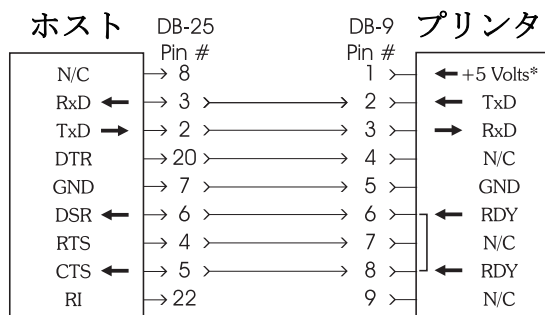 ホスト DB-25 DB-9 プリンタ
Pin # Pin #
N/C 8 1 +5 Volts*
RxD 3 2 TxD
TxD 2 3 RxD
DTR 20 4 N/C
GND 7 5 GND
DSR 6 6 RDY
RTS 4 7 N/C
CTS 5 8 RDY
RI 22 9 N/C